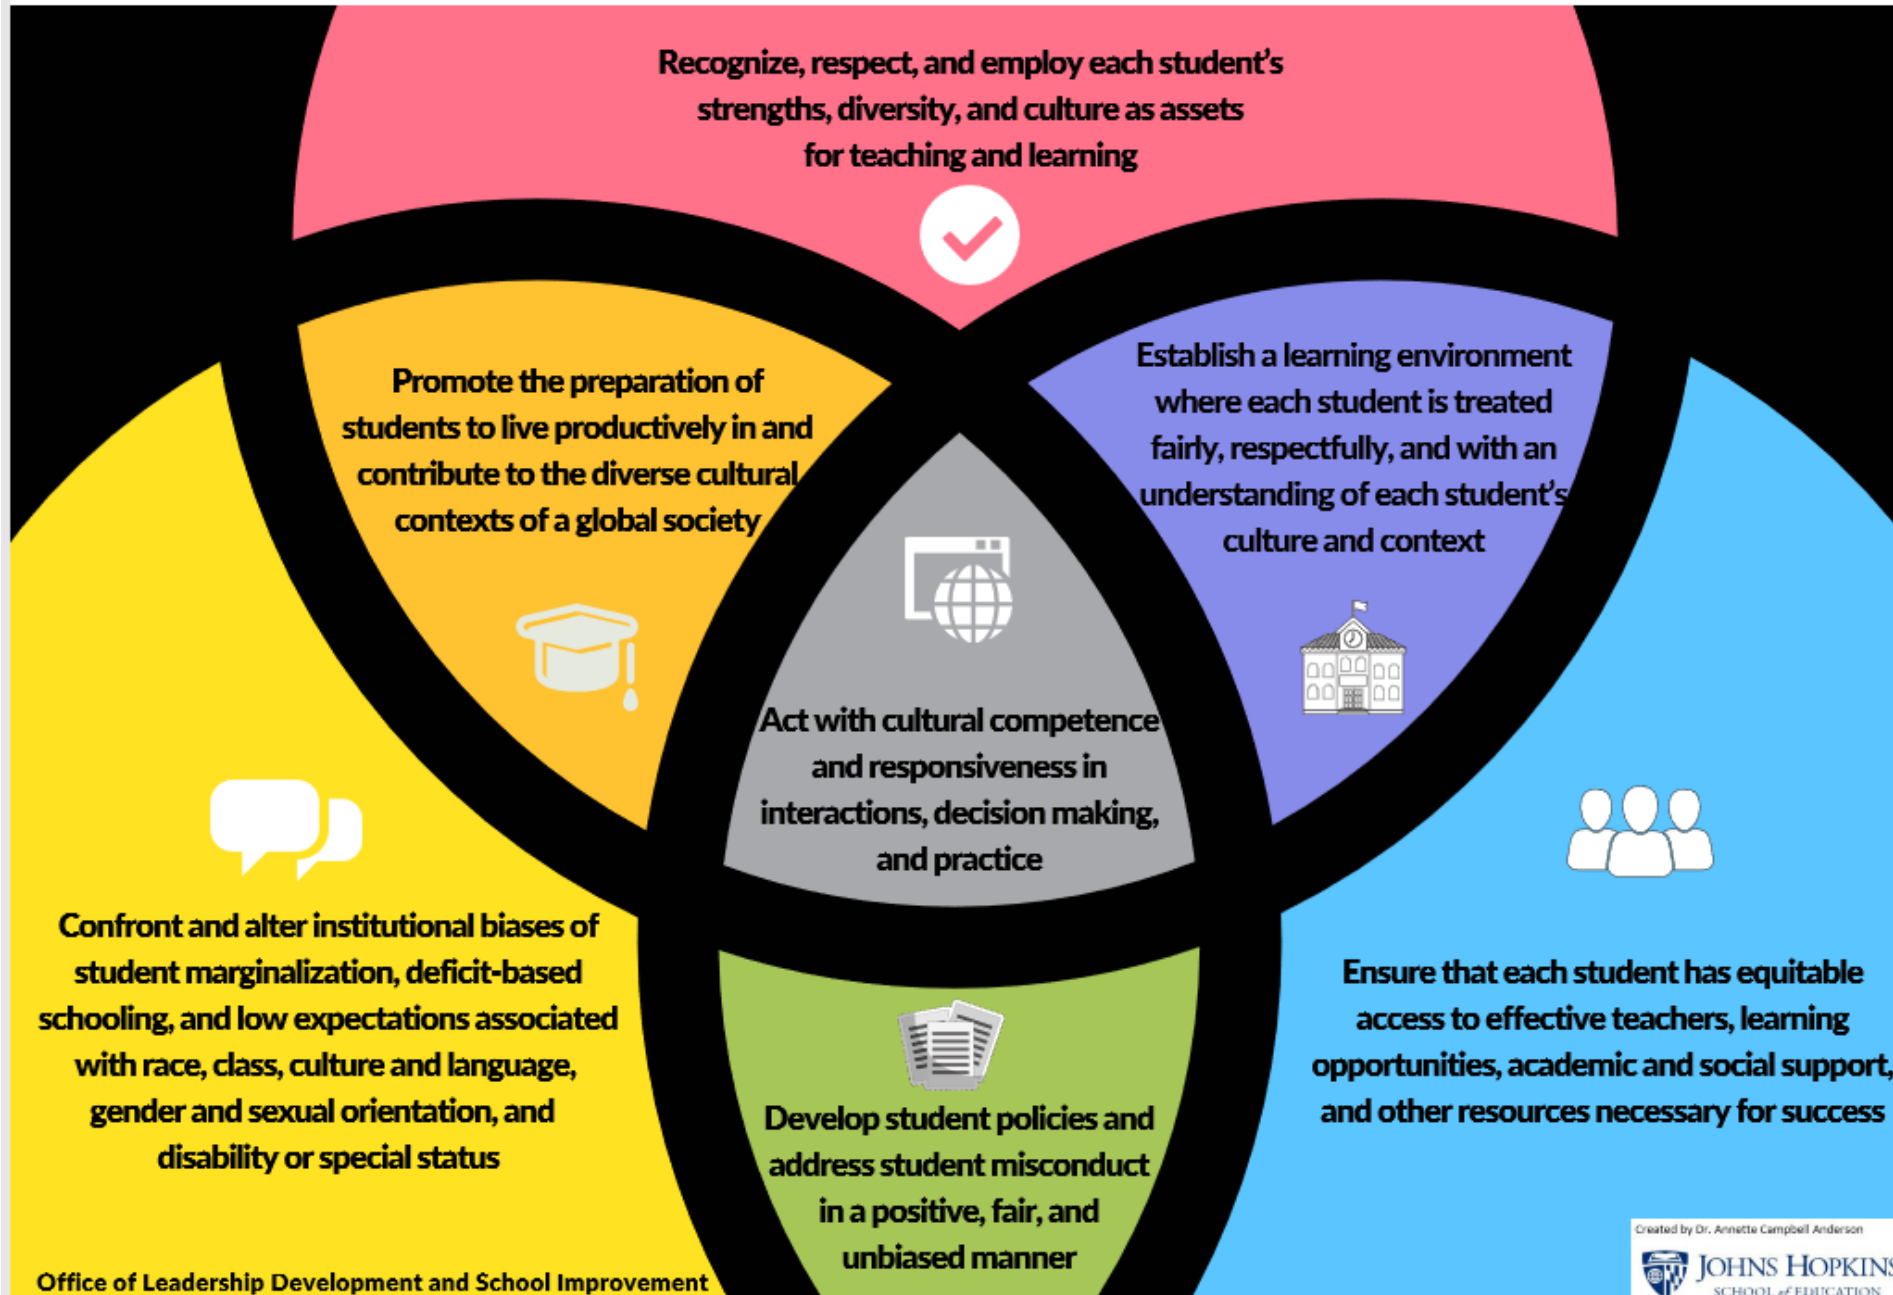 Recognize, respect, and employ each student's
strengths, diversity, and culture as assets
for teaching and learning
Promote the preparation of
students to live productively in and
contribute to the diverse cultural
contexts of a global society
Establish a learning environment
where each student is treated
fairly, respectfully, and with an
understanding of each student's
culture and context
Act with cultural competence
and responsiveness in
interactions, decision making,
and practice
Confront and alter institutional biases of
student marginalization, deficit-based
schooling, and low expectations associated
with race, class, culture and language,
gender and sexual orientation, and
disability or special status
Ensure that each student has equitable
access to effective teachers, learning
opportunities, academic and social support,
and other resources necessary for success
Develop student policies and
address student misconduct
in a positive, fair, and
unbiased manner
Office of Leadership Development and School Improvement
Created by Dr. Annette Campbell Anderson
JOHNS HOPKINS
SCHOOL of EDUCATION